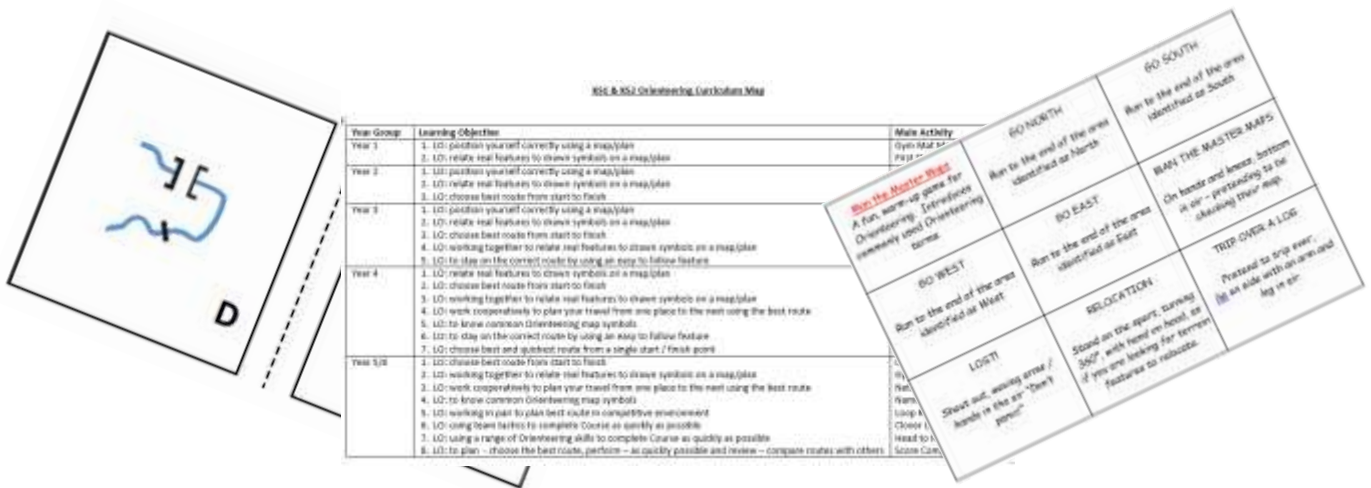 D
KS1 & KS2 Orienteering Curriculum Map
Year Group Learning Objective Main Activity
Year 1 1. LO: position yourself correctly using a map/plan Gym Mat
2. LO: relate real features to drawn symbols on a map/plan
Year 2 1. LO: position yourself correctly using a map/plan
2. LO: relate real features to drawn symbols on a map/plan
3. LO: choose best route from start to finish
Year 3 1. LO: position yourself correctly using a map/plan
2. LO: relate real features to drawn symbols on a map/plan
3. LO: choose best route from start to finish
4. LO: working together to relate real features to drawn symbols on a map/plan
5. LO: to stay on the correct route by using an easy to follow feature
Year 4 1. LO: relate real features to drawn symbols on a map/plan
2. LO: choose best route from start to finish
3. LO: working together to relate real features to drawn symbols on a map/plan
4. LO: work cooperatively to plan your travel from one place to the next using the best route
5. LO: to know common Orienteering map symbols
6. LO: to stay on the correct route by using an easy to follow feature
7. LO: choose best and quickest route from a single start / finish point
Year 5/6 1. LO: choose best route from start to finish
2. LO: working together to relate real features to drawn symbols on a map/plan
3. LO: work cooperatively to plan your travel from one place to the next using the best route
4. LO: to know common Orienteering map symbols
5. LO: working in pair to plan best route in competitive environment
6. LO: using team tactics to complete Course as quickly as possible
7. LO: using a range of Orienteering skills to complete Course as quickly as possible
8. LO: to plan – choose the best route, perform – as quickly possible and review – compare routes with others
Man the Master Maps
A fun, warm-up game for
Orienteering. Introduces
commonly used Orienteering
terms.
GO NORTH
Run to the end of the area
identified as North
GO SOUTH
Run to the end of the area
identified as South
GO WEST
Run to the end of the area
identified as West
GO EAST
Run to the end of the area
identified as East
MAN THE MASTER MAPS
On hands and knees, bottom
in air – pretending to be
checking your map.
LOST!
Shout out, waving arms /
hands in the air "Don't
panic!"
RELOCATION
Stand on the spot, turning
360°, with hand on head, as
if you are looking for terrain
features to relocate.
TRIP OVER A LOG
Pretend to trip over,
on side with an arm and
leg in air.